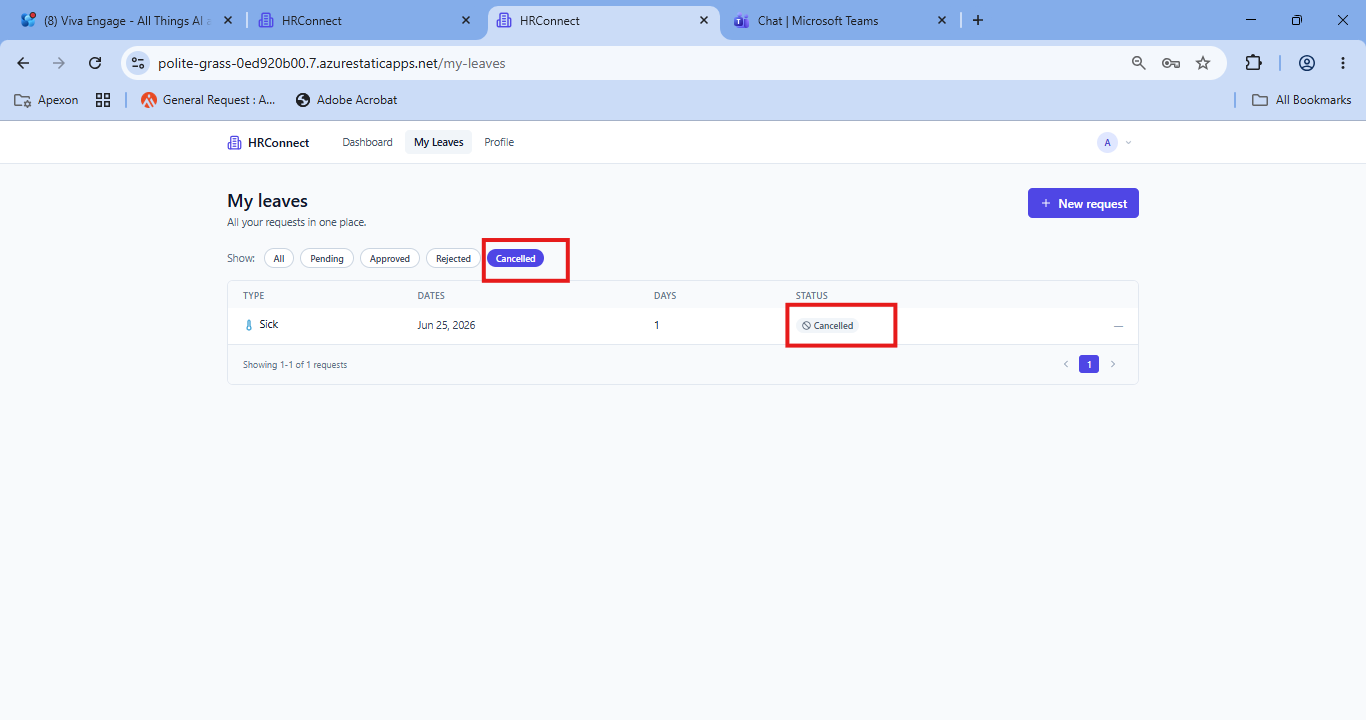 (8) Viva Engage - All Things AI a
HRConnect
HRConnect
Chat | Microsoft Teams
polite-grass-0ed920b00.7.azurestaticapps.net/my-leaves
Apexon
General Request : A...
Adobe Acrobat
All Bookmarks
HRConnect
Dashboard
My Leaves
Profile
A
My leaves
+ New request
All your requests in one place.
Show: All Pending Approved Rejected Cancelled
TYPE DATES DAYS STATUS
Sick Jun 25, 2026 1 Cancelled —
Showing 1-1 of 1 requests
< 1 >